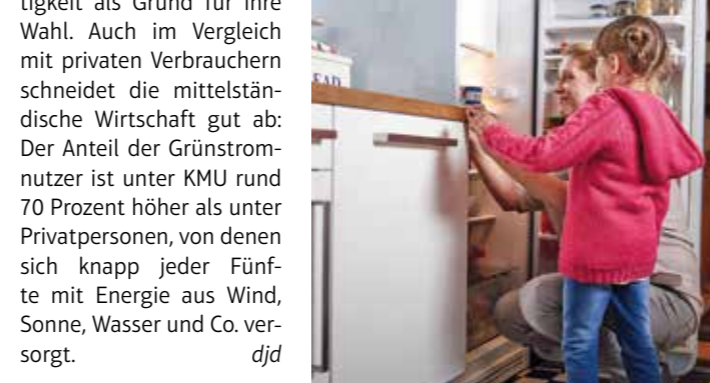 tigkeit als Grund für ihre
Wahl. Auch im Vergleich
mit privaten Verbrauchern
schneidet die mittelstän-
dische Wirtschaft gut ab:
Der Anteil der Grünstrom-
nutzer ist unter KMU rund
70 Prozent höher als unter
Privatpersonen, von denen
sich knapp jeder Fünf-
te mit Energie aus Wind,
Sonne, Wasser und Co. ver-
sorgt. djd